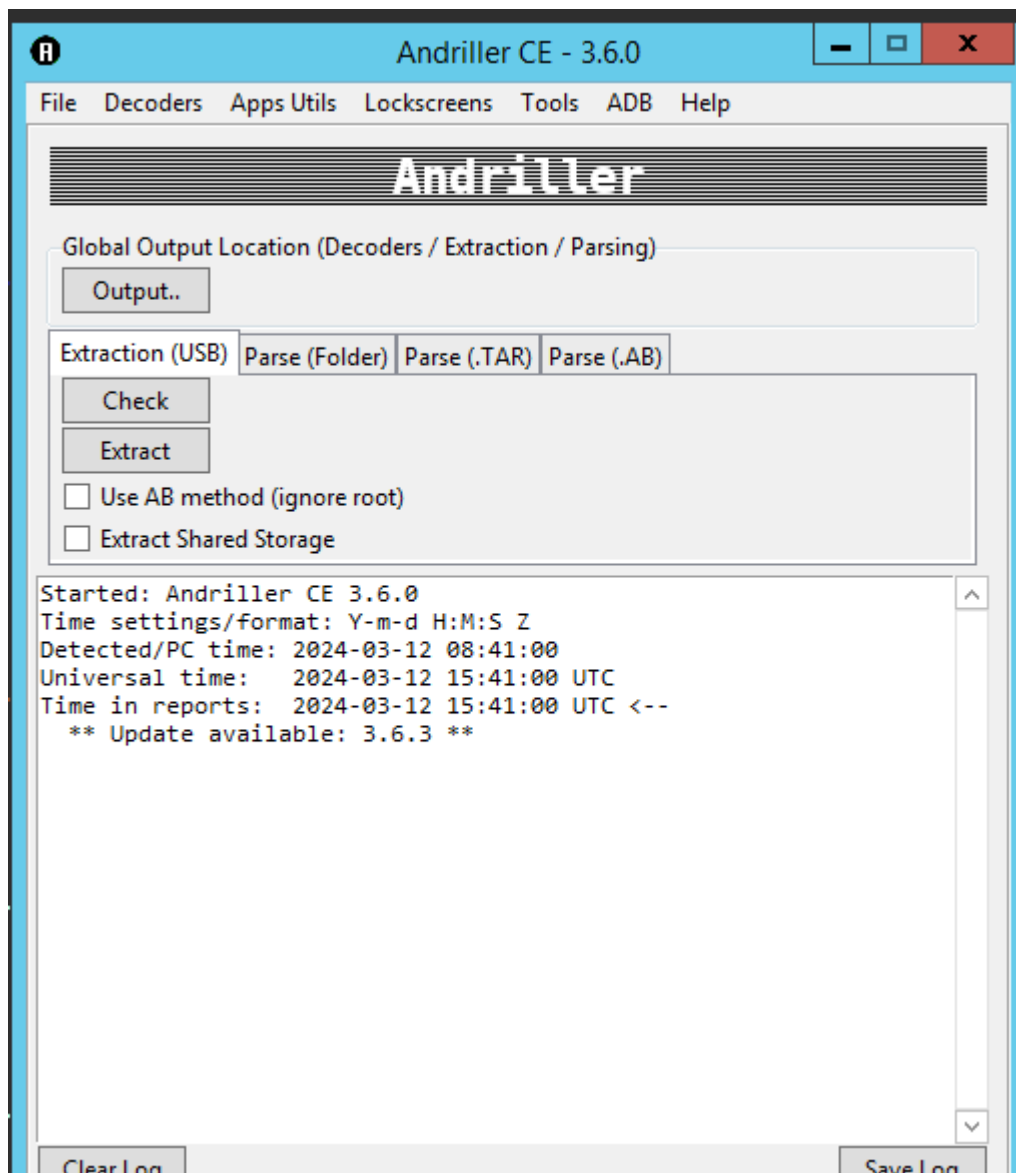 Andriller CE - 3.6.0
File Decoders Apps Utils Lockscreens Tools ADB Help
Andriller
Global Output Location (Decoders / Extraction / Parsing)
Output..
Extraction (USB) Parse (Folder) Parse (.TAR) Parse (.AB)
Check
Extract
Use AB method (ignore root)
Extract Shared Storage
Started: Andriller CE 3.6.0
Time settings/format: Y-m-d H:M:S Z
Detected/PC time: 2024-03-12 08:41:00
Universal time:   2024-03-12 15:41:00 UTC
Time in reports:  2024-03-12 15:41:00 UTC <--
  ** Update available: 3.6.3 **
Clear Log Save Log